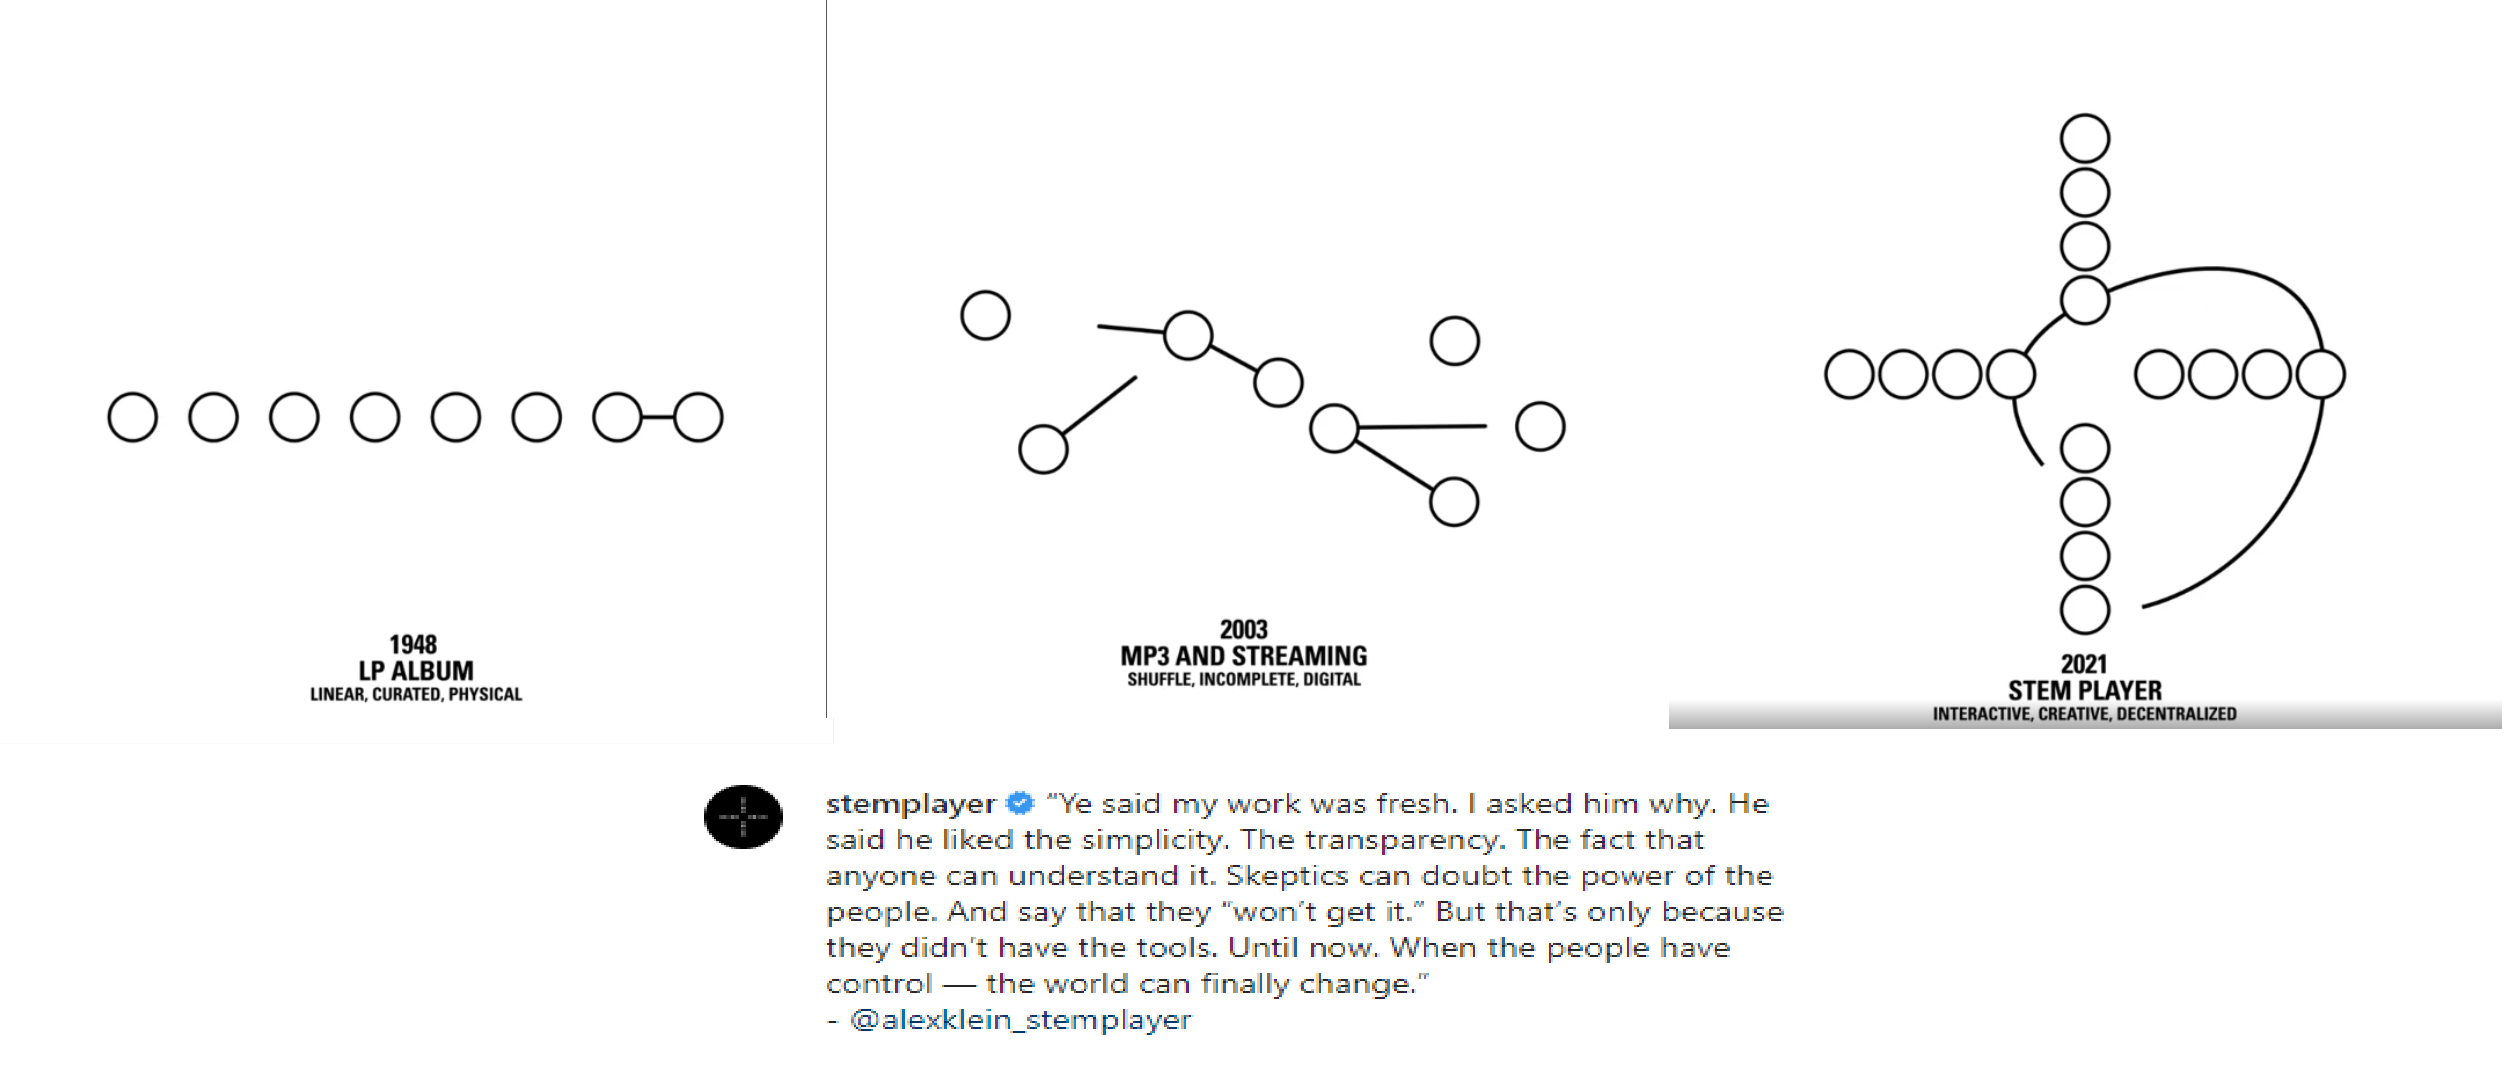 1948
LP ALBUM
LINEAR, CURATED, PHYSICAL
2003
MP3 AND STREAMING
SHUFFLE, INCOMPLETE, DIGITAL
2021
STEM PLAYER
INTERACTIVE, CREATIVE, DECENTRALIZED
stemplayer “Ye said my work was fresh. I asked him why. He
said he liked the simplicity. The transparency. The fact that
anyone can understand it. Skeptics can doubt the power of the
people. And say that they “won’t get it.” But that’s only because
they didn’t have the tools. Until now. When the people have
control — the world can finally change.”
- @alexklein_stemplayer